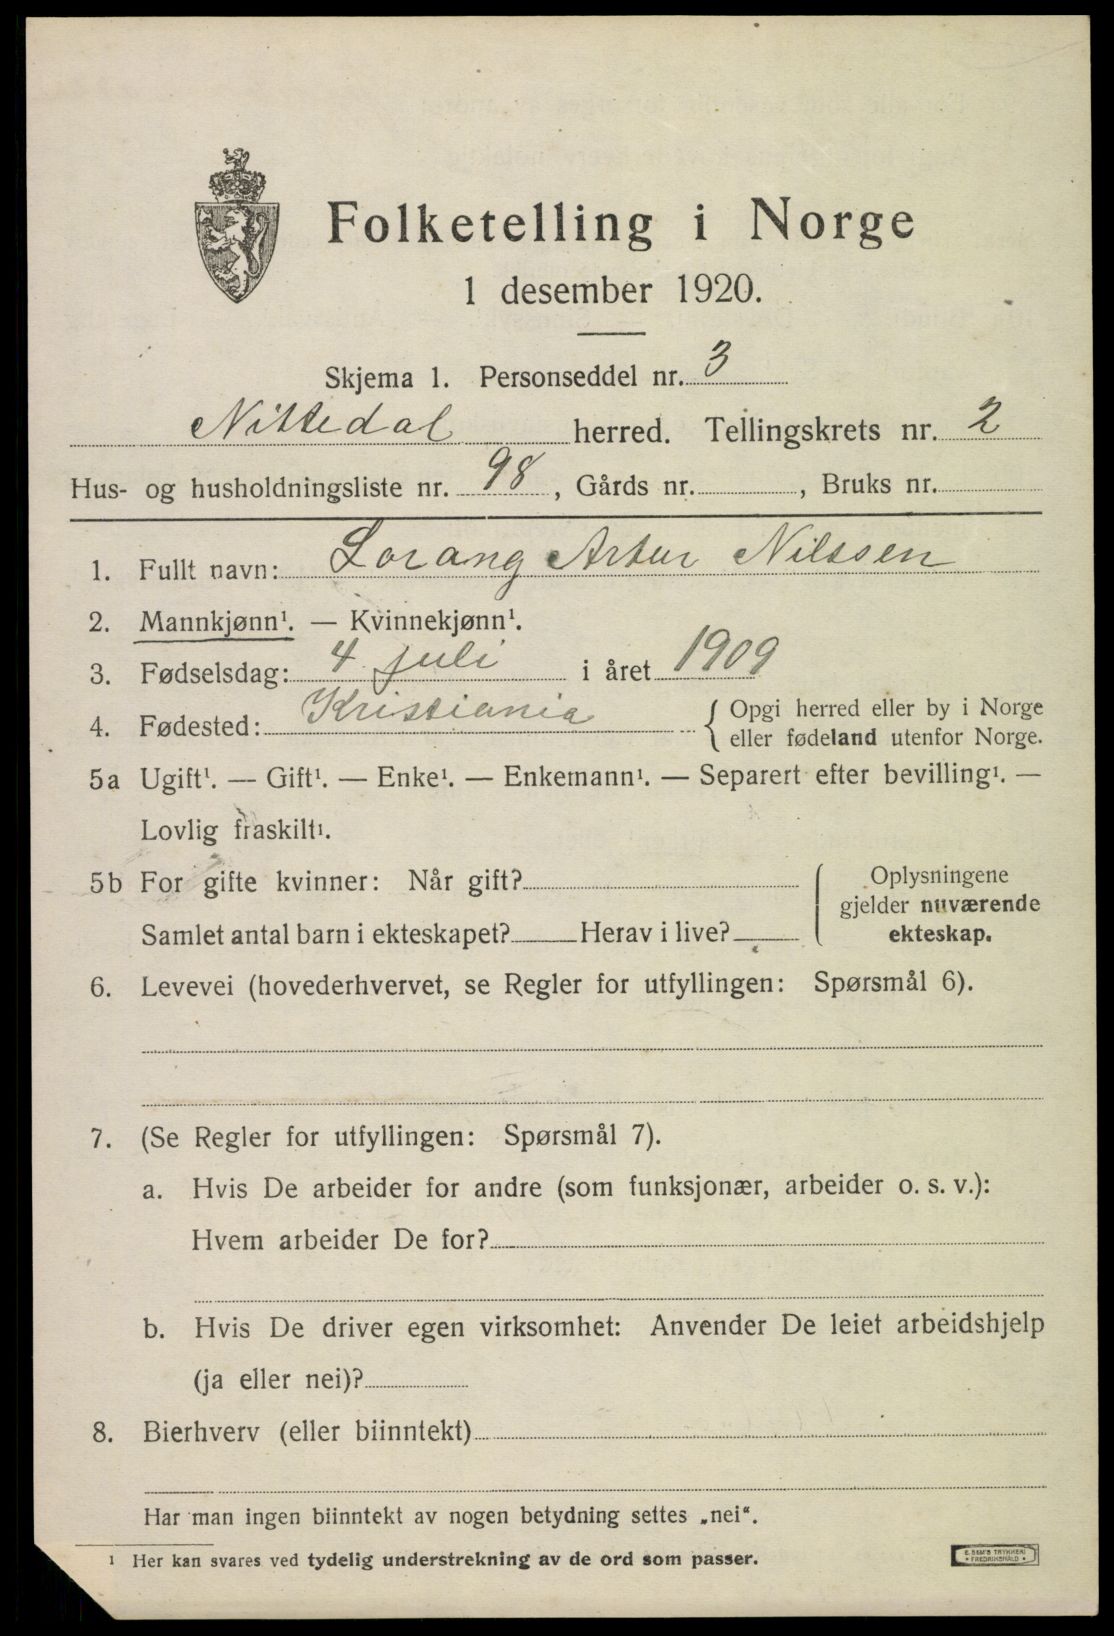 Folketelling i Norge
1 desember 1920.
Skjema 1. Personseddel nr. 3
Nittedal herred. Tellingskrets nr. 2
Hus- og husholdningsliste nr. 98, Gårds nr. , Bruks nr.
1. Fullt navn: Lorang Artur Nilssen
2. Mannkjønn¹. — Kvinnekjønn¹.
3. Fødselsdag: 4 juli i året 1909
4. Fødested: Kristiania { Opgi herred eller by i Norge
eller fødeland utenfor Norge.
5a Ugift¹. — Gift¹. — Enke¹. — Enkemann¹. — Separert efter bevilling¹. —
Lovlig fraskilt¹.
5b For gifte kvinner: Når gift?
Samlet antal barn i ekteskapet? Herav i live?
Oplysningene
gjelder nuværende
ekteskap.
6. Levevei (hovederhvervet, se Regler for utfyllingen: Spørsmål 6).
7. (Se Regler for utfyllingen: Spørsmål 7).
a. Hvis De arbeider for andre (som funksjonær, arbeider o. s. v.):
Hvem arbeider De for?
b. Hvis De driver egen virksomhet: Anvender De leiet arbeidshjelp
(ja eller nei)?
8. Bierhverv (eller biinntekt)
Har man ingen biinntekt av nogen betydning settes „nei“.
¹ Her kan svares ved tydelig understrekning av de ord som passer.
E. SEM'S TRYKKERI
• FREDRIKSHALD •